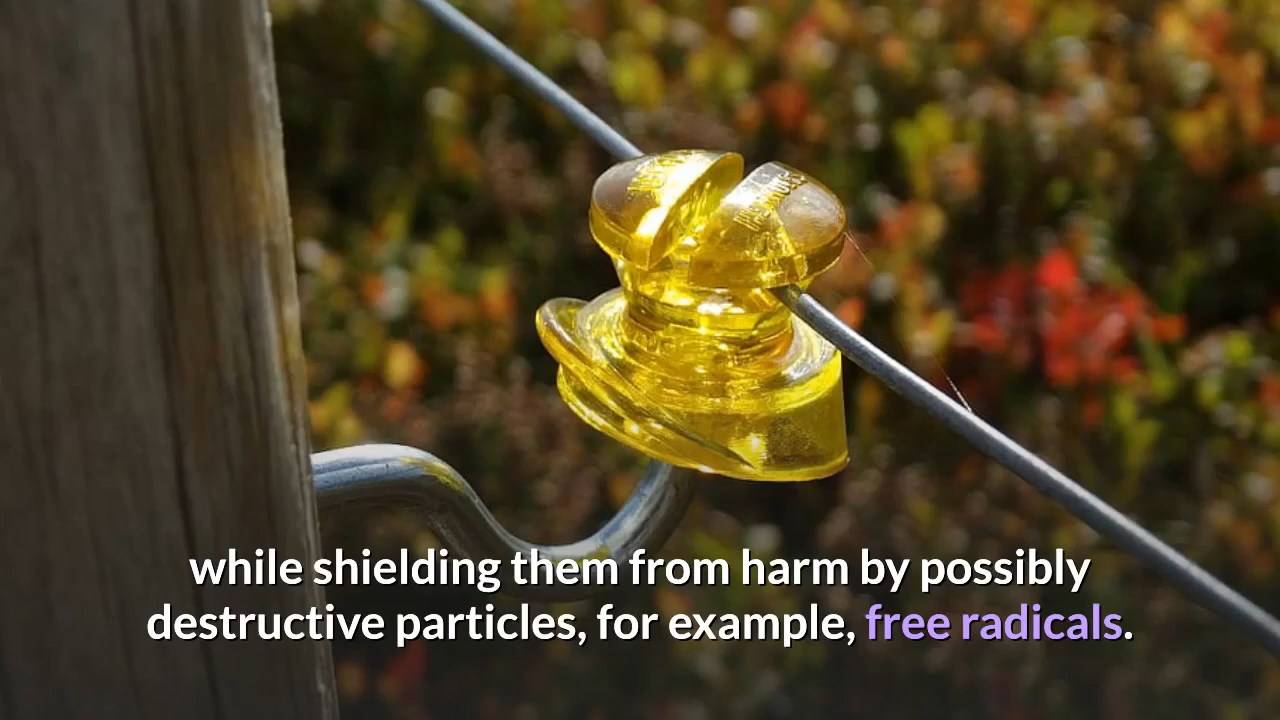 while shielding them from harm by possibly
destructive particles, for example, free radicals.